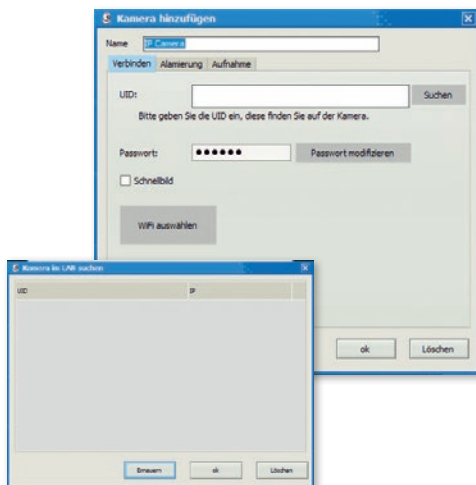 Kamera hinzufügen
Name IP Camera
Verbinden Alamierung Aufnahme
UID: Suchen
Bitte geben Sie die UID ein, diese finden Sie auf der Kamera.
Passwort: ●●●●●● Passwort modifizieren
Schnellbild
WiFi auswählen
ok Löschen
Kamera im LAN suchen
UID IP
Erneuern ok Löschen